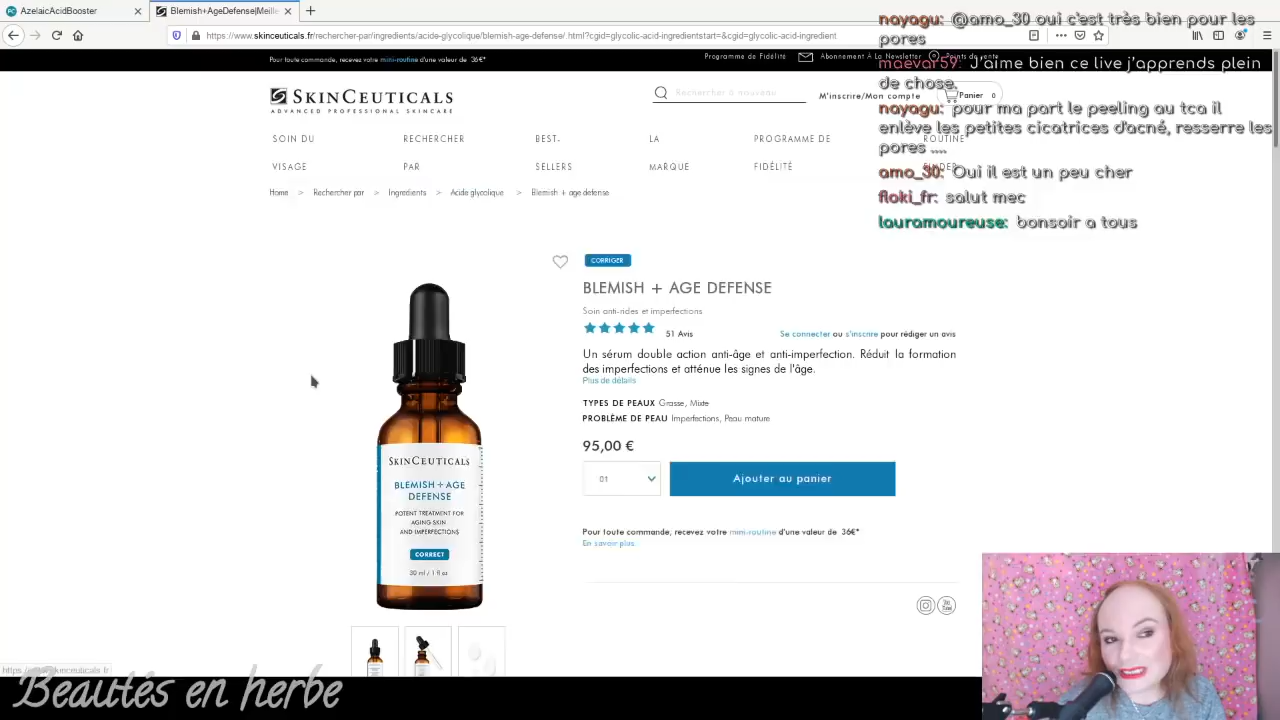 AzelaicAcidBooster
Blemish+AgeDefense|Meille
https://www.skinceuticals.fr/rechercher-par/ingredients/acide-glycolique/blemish-age-defense/.html?cgid=glycolic-acid-ingredientstart=&cgid=glycolic-acid-ingredient
Pour toute commande, recevez votre mini-routine d'une valeur de 36€*
Programme de Fidélité
Abonnement À La Newsletter
Points de vente
SKINCEUTICALS
ADVANCED PROFESSIONAL SKINCARE
Rechercher à nouveau
M'inscrire/Mon compte
Panier 0
SOIN DU VISAGE
RECHERCHER PAR
BEST-SELLERS
LA MARQUE
PROGRAMME DE FIDÉLITÉ
ROUTINE FINDER
Home > Rechercher par > Ingredients > Acide glycolique > Blemish + age defense
nayagu: @amo_30 oui c'est très bien pour les
pores
maevar59: J'aime bien ce live j'apprends plein
de chose
nayagu: pour ma part le peeling au tca il
enlève les petites cicatrices d'acné, resserre les
pores ....
amo_30: Oui il est un peu cher
floki_fr: salut mec
lauramoureuse: bonsoir a tous
CORRIGER
BLEMISH + AGE DEFENSE
Soin anti-rides et imperfections
51 Avis
Se connecter ou s'inscrire pour rédiger un avis
Un sérum double action anti-âge et anti-imperfection. Réduit la formation
des imperfections et atténue les signes de l'âge.
Plus de détails
TYPES DE PEAUX Grasse, Mixte
PROBLÈME DE PEAU Imperfections, Peau mature
95,00 €
01
Ajouter au panier
Pour toute commande, recevez votre mini-routine d'une valeur de 36€*
En savoir plus.
SKINCEUTICALS
BLEMISH + AGE
DEFENSE
POTENT TREATMENT FOR
AGING SKIN
AND IMPERFECTIONS
CORRECT
30 ml / 1 fl oz
Beautés en herbe